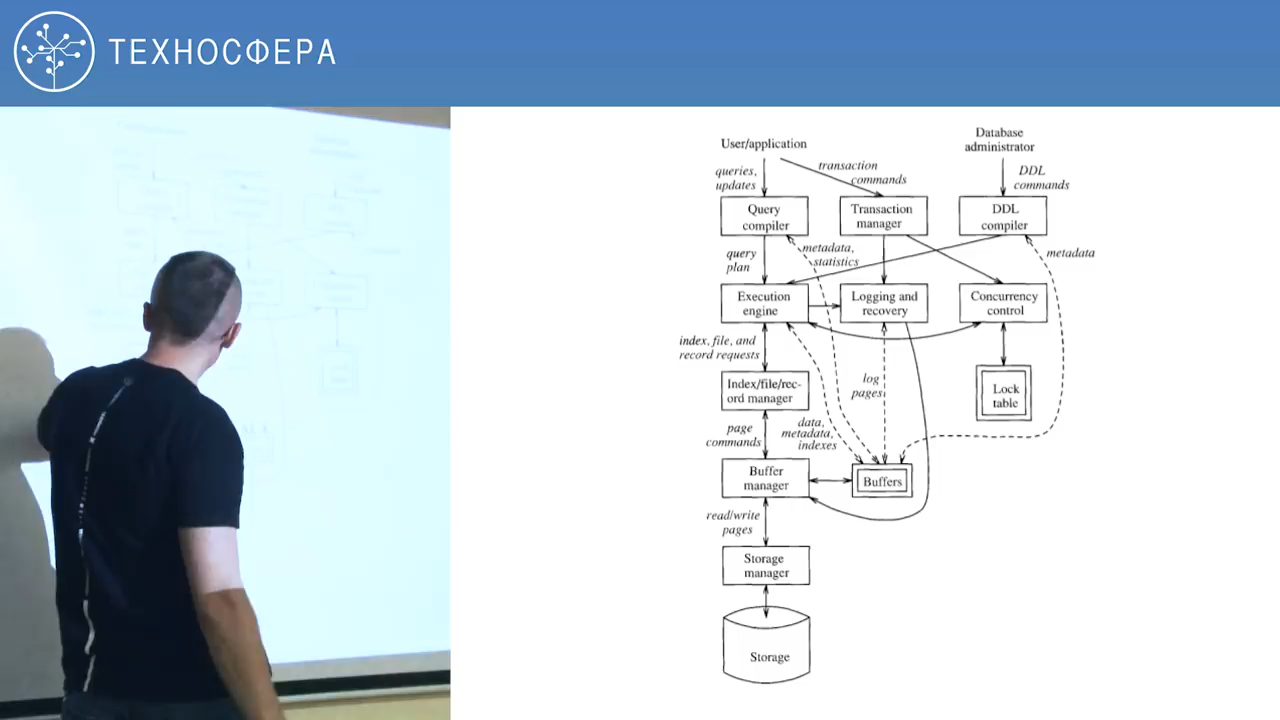 ТЕХНОСФЕРА
User/application
Database
administrator
queries,
updates
transaction
commands
DDL
commands
Query
compiler
Transaction
manager
DDL
compiler
query
plan
metadata,
statistics
metadata
Execution
engine
Logging and
recovery
Concurrency
control
index, file, and
record requests
Index/file/rec-
ord manager
log
pages
Lock
table
page
commands
data,
metadata,
indexes
Buffer
manager
Buffers
read/write
pages
Storage
manager
Storage